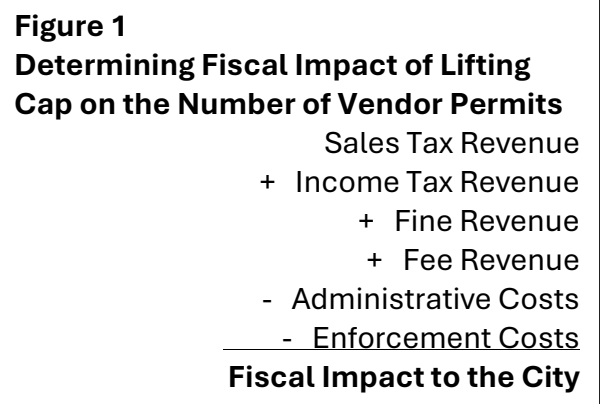 Figure 1
Determining Fiscal Impact of Lifting
Cap on the Number of Vendor Permits
Sales Tax Revenue
+ Income Tax Revenue
+ Fine Revenue
+ Fee Revenue
- Administrative Costs
- Enforcement Costs
Fiscal Impact to the City